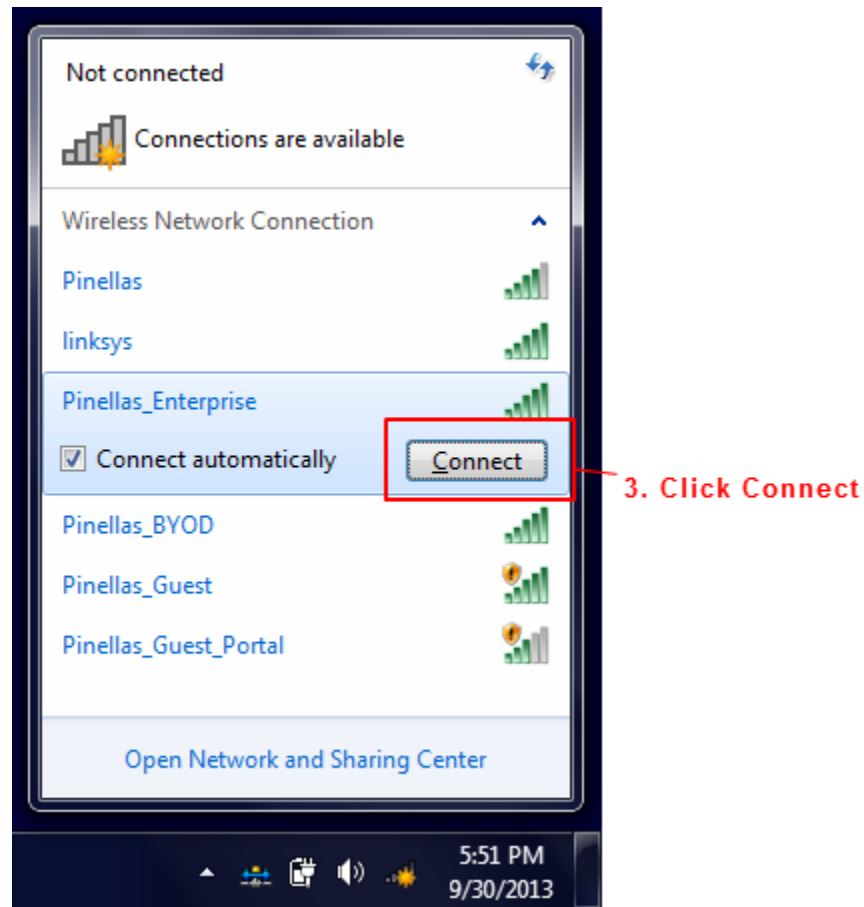 Not connected
Connections are available
Wireless Network Connection
Pinellas
linksys
Pinellas_Enterprise
Connect automatically
Connect
3. Click Connect
Pinellas_BYOD
Pinellas_Guest
Pinellas_Guest_Portal
Open Network and Sharing Center
5:51 PM
9/30/2013